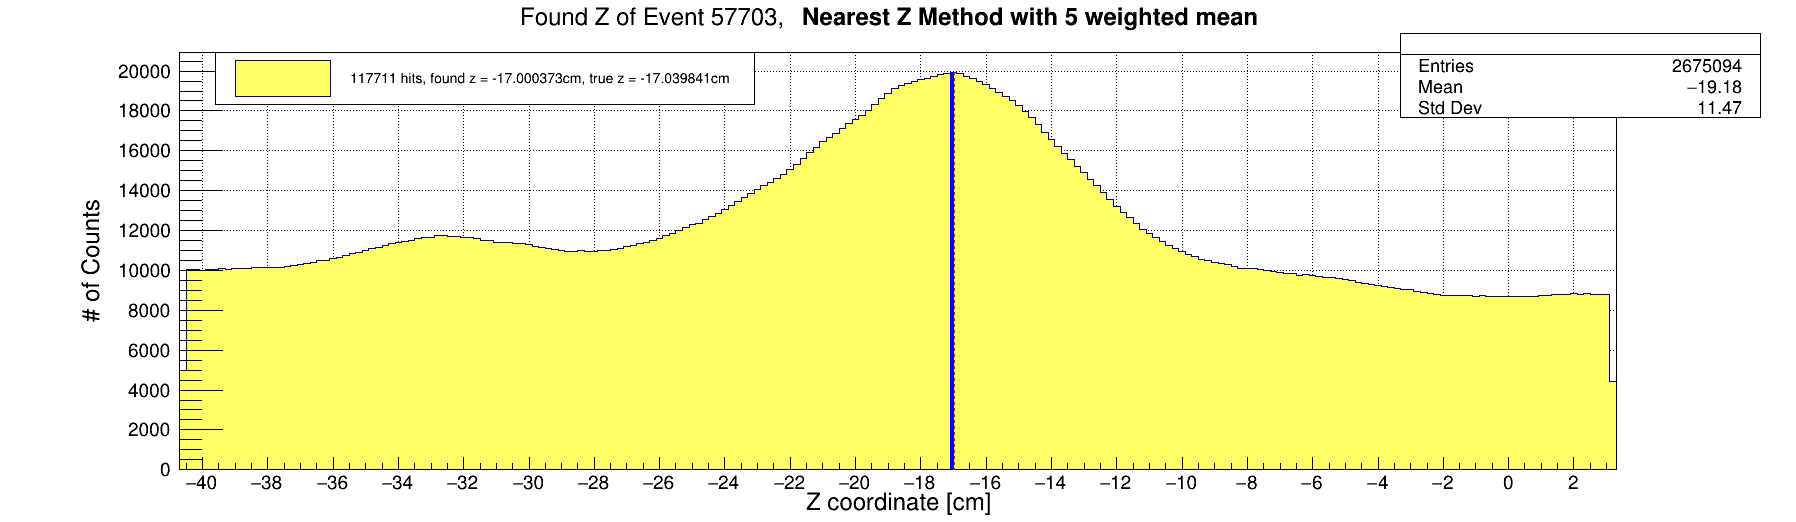 Found Z of Event 57703, Nearest Z Method with 5 weighted mean
117711 hits, found z = -17.000373cm, true z = -17.039841cm
Entries 2675094
Mean −19.18
Std Dev 11.47
# of Counts
20000
18000
16000
14000
12000
10000
8000
6000
4000
2000
0
−40 −38 −36 −34 −32 −30 −28 −26 −24 −22 −20 −18 −16 −14 −12 −10 −8 −6 −4 −2 0 2
Z coordinate [cm]